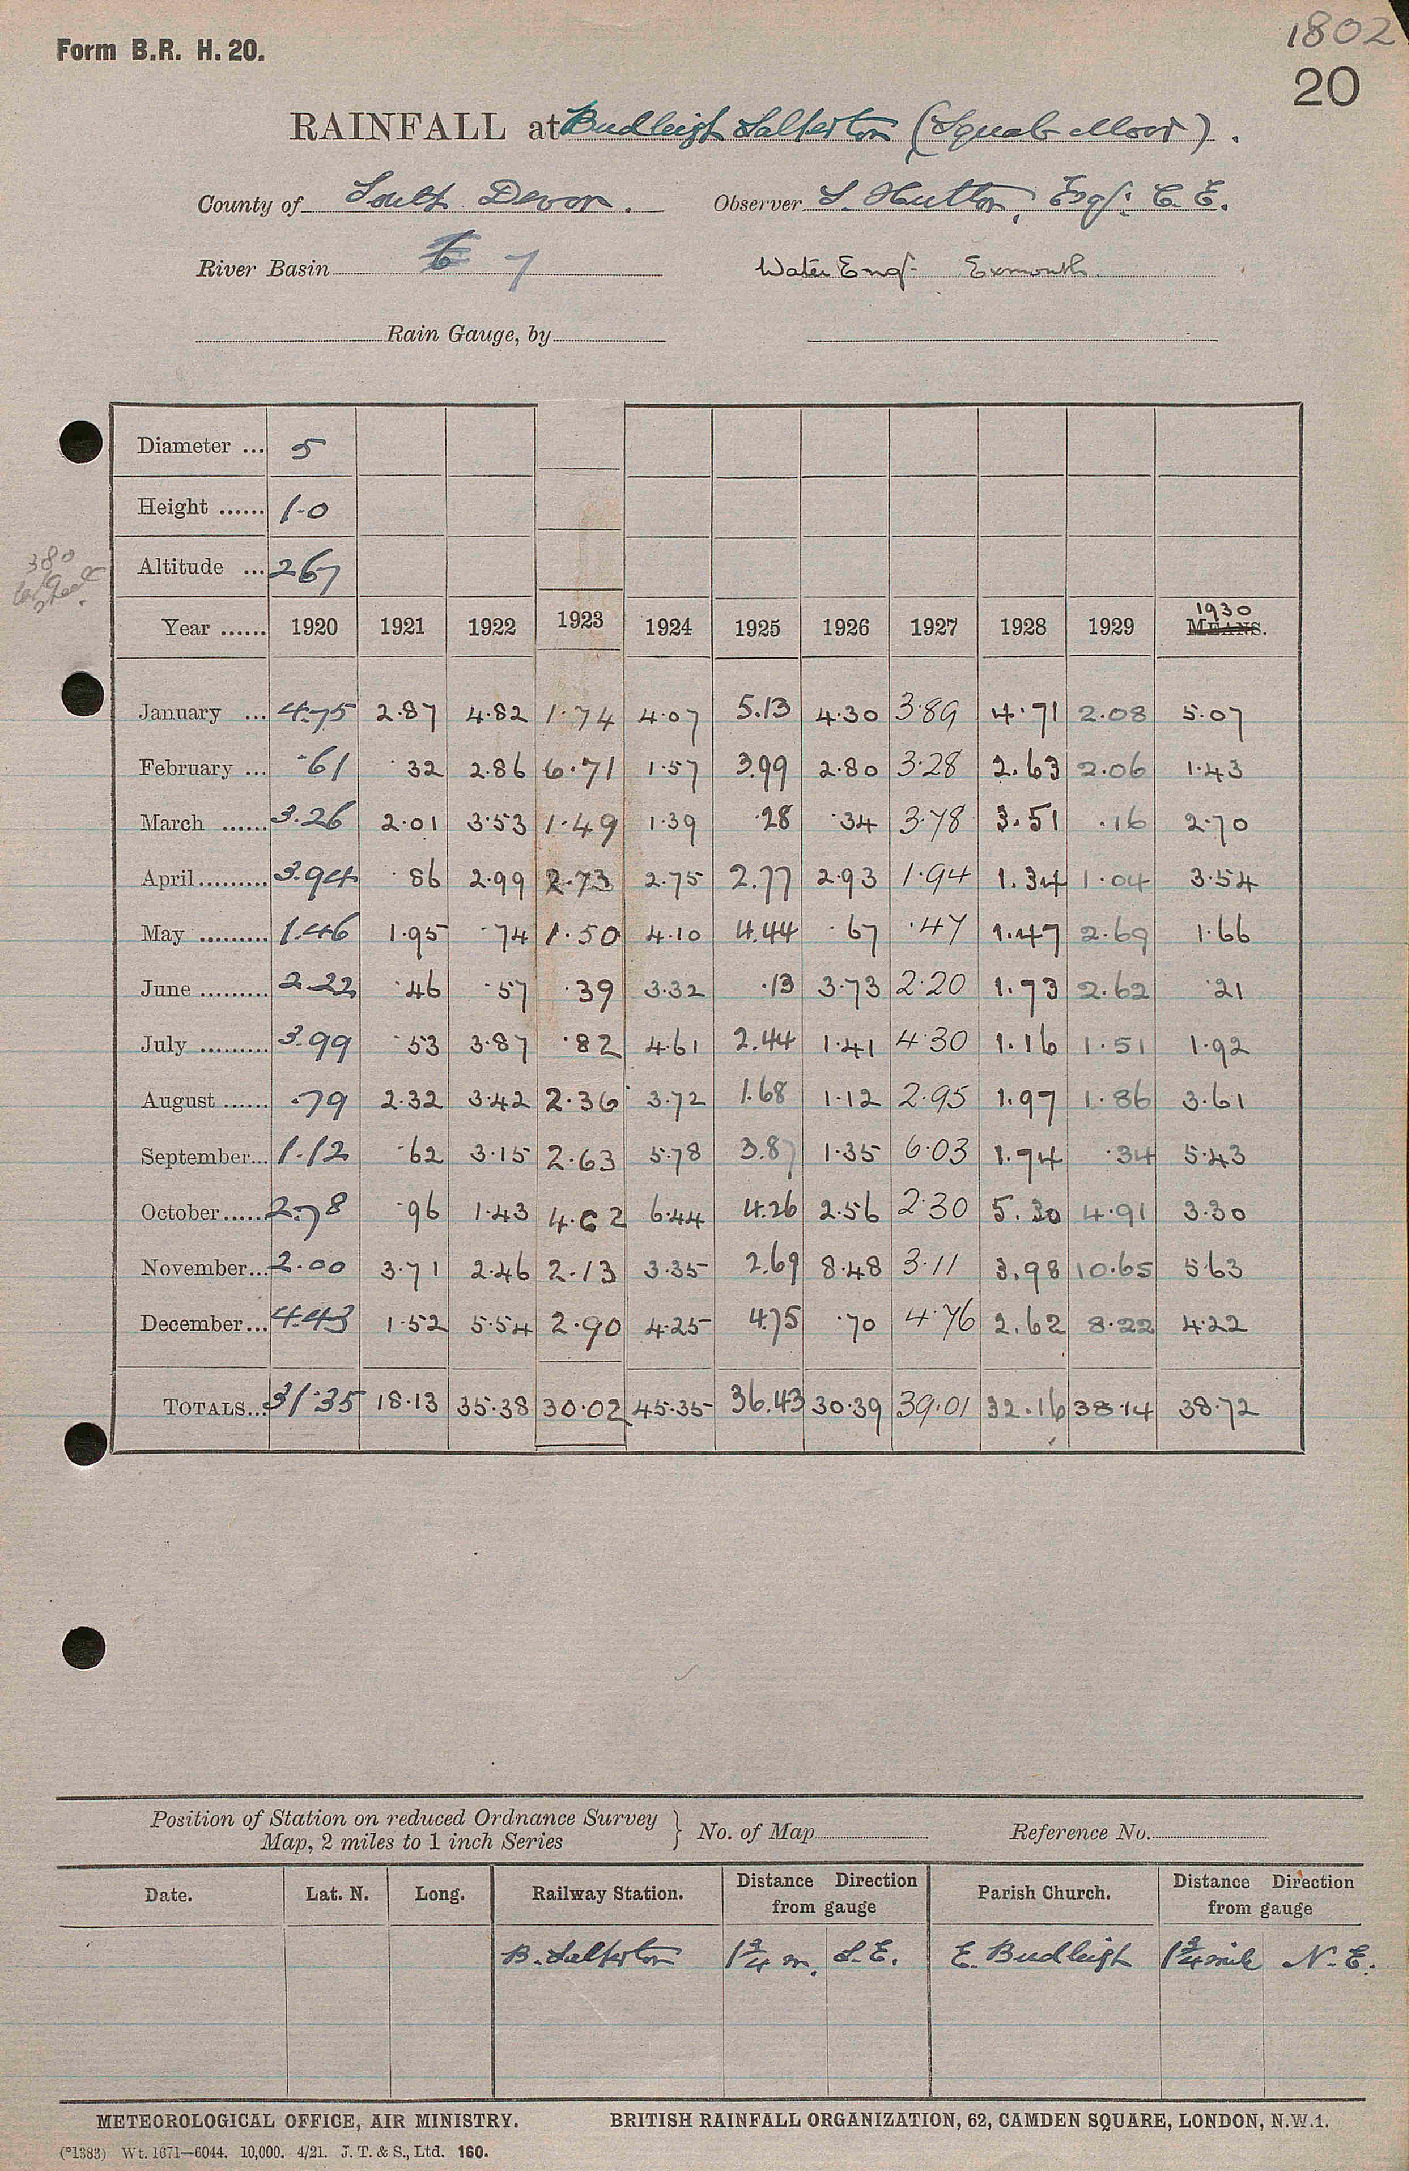 1802
Form B.R. H. 20.
20
RAINFALL at Budleigh Salterton (Squab Moor).
County of South Devon. Observer S. Hutton, Esqr. C.E.
River Basin 7 Water Engr. Exmouth
Rain Gauge, by
Diameter ... 5
Height ...... 1.0
380
Altitude ... 267
Year ...... 1920 1921 1922 1923 1924 1925 1926 1927 1928 1929 1930 MEANS.
January ... 4.75 2.87 4.82 1.74 4.07 5.13 4.30 3.89 4.71 2.08 5.07
February ... .61 .32 2.86 6.71 1.57 3.99 2.80 3.28 2.63 2.06 1.43
March ...... 3.26 2.01 3.53 1.49 1.39 .28 .34 3.78 3.51 .16 2.70
April ......... 3.94 .86 2.99 2.73 2.75 2.77 2.93 1.94 1.34 1.04 3.54
May ......... 1.46 1.95 .74 1.50 4.10 4.44 .67 .47 1.47 2.69 1.66
June ......... 2.22 .46 .57 .39 3.32 .13 3.73 2.20 1.73 2.62 .21
July ......... 3.99 .53 3.87 .82 4.61 2.44 1.41 4.30 1.16 1.51 1.92
August ...... .79 2.32 3.42 2.36 3.72 1.68 1.12 2.95 1.97 1.86 3.61
September... 1.12 .62 3.15 2.63 5.78 3.87 1.35 6.03 1.74 .34 5.43
October...... 2.78 .96 1.43 4.62 6.44 4.26 2.56 2.30 5.30 4.91 3.30
November... 2.00 3.71 2.46 2.13 3.35 2.69 8.48 3.11 3.98 10.65 5.63
December... 4.43 1.52 5.54 2.90 4.25 4.75 .70 4.76 2.62 8.22 4.22
TOTALS... 31.35 18.13 35.38 30.02 45.35 36.43 30.39 39.01 32.16 38.14 38.72
Position of Station on reduced Ordnance Survey
Map, 2 miles to 1 inch Series } No. of Map Reference No.
Date. Lat. N. Long. Railway Station. Distance Direction from gauge Parish Church. Distance Direction from gauge
B. Salterton 1 3/4 m. S.E. E. Budleigh 1 3/4 mile N.E.
METEOROLOGICAL OFFICE, AIR MINISTRY. BRITISH RAINFALL ORGANIZATION, 62, CAMDEN SQUARE, LONDON, N.W.1.
(*1383) Wt. 1671—6044. 10,000. 4/21. J. T. & S., Ltd. 160.